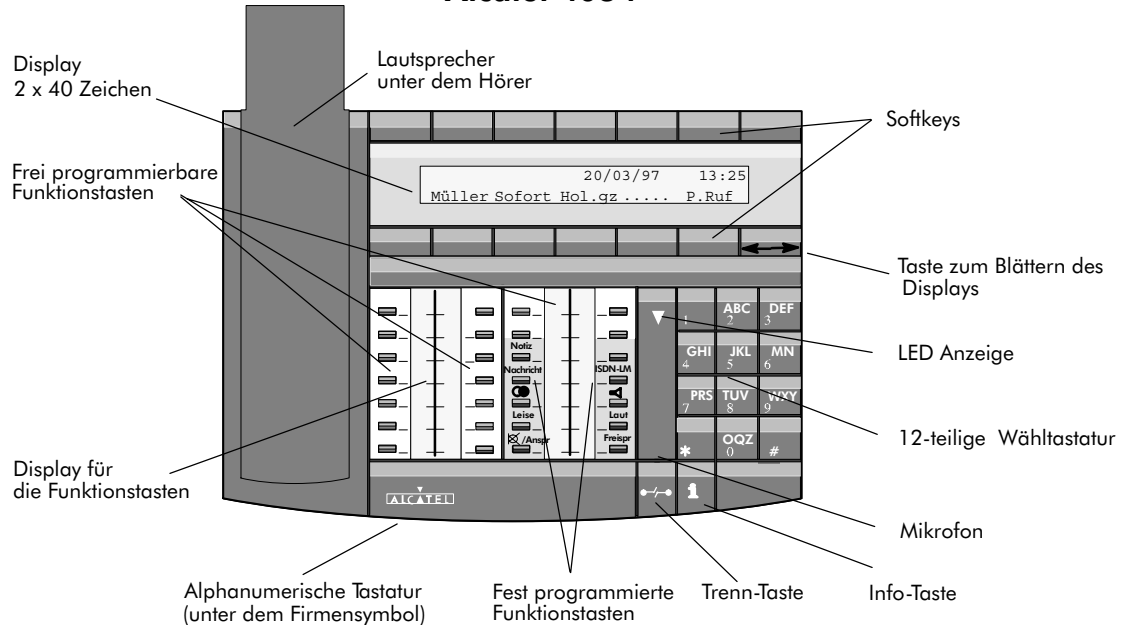 Display
2 x 40 Zeichen
Lautsprecher
unter dem Hörer
Softkeys
Frei programmierbare
Funktionstasten
20/03/97 13:25
Müller Sofort Hol.gz ..... P.Ruf
Taste zum Blättern des
Displays
1 ABC 2 DEF 3
LED Anzeige
Notiz
Nachricht ISDN-LM
GHI 4 JKL 5 MN 6
PRS 7 TUV 8 WXY 9
Leise Laut
/Anspr Freispr
* OQZ 0 #
12-teilige Wähltastatur
Display für
die Funktionstasten
ALCATEL
Mikrofon
Alphanumerische Tastatur
(unter dem Firmensymbol)
Fest programmierte
Funktionstasten
Trenn-Taste
Info-Taste